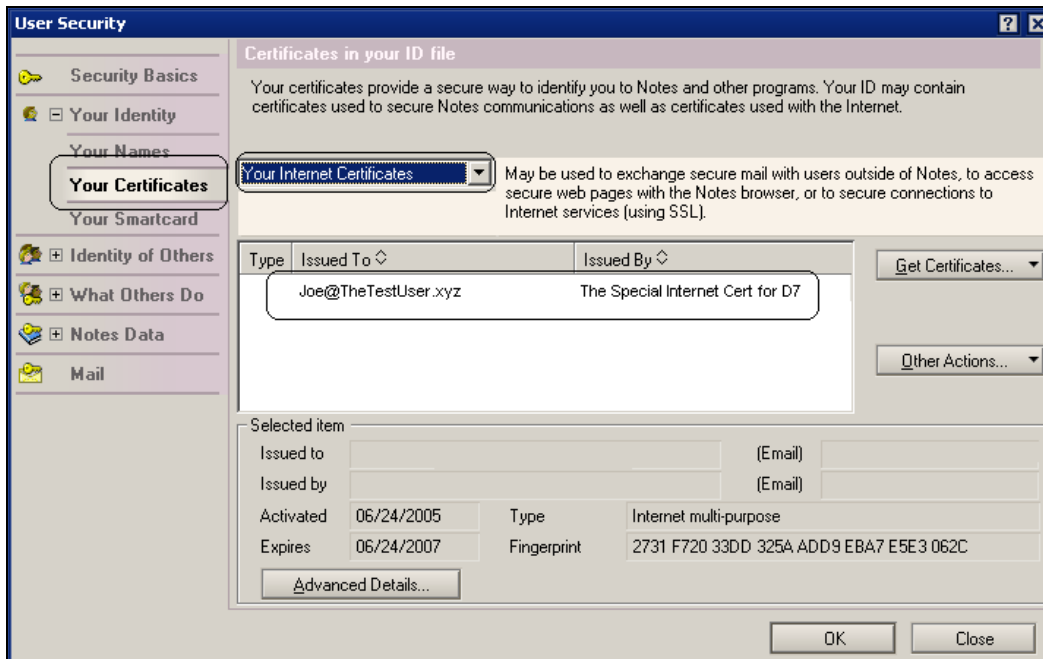 User Security
Certificates in your ID file
Security Basics
Your Identity
Your Names
Your Certificates
Your Smartcard
Identity of Others
What Others Do
Notes Data
Mail
Your certificates provide a secure way to identify you to Notes and other programs. Your ID may contain
certificates used to secure Notes communications as well as certificates used with the Internet.
Your Internet Certificates
May be used to exchange secure mail with users outside of Notes, to access
secure web pages with the Notes browser, or to secure connections to
Internet services (using SSL).
Type Issued To Issued By
Joe@TheTestUser.xyz The Special Internet Cert for D7
Get Certificates...
Other Actions...
Selected item
Issued to (Email)
Issued by (Email)
Activated 06/24/2005 Type Internet multi-purpose
Expires 06/24/2007 Fingerprint 2731 F720 33DD 325A ADD9 EBA7 E5E3 062C
Advanced Details...
OK Close